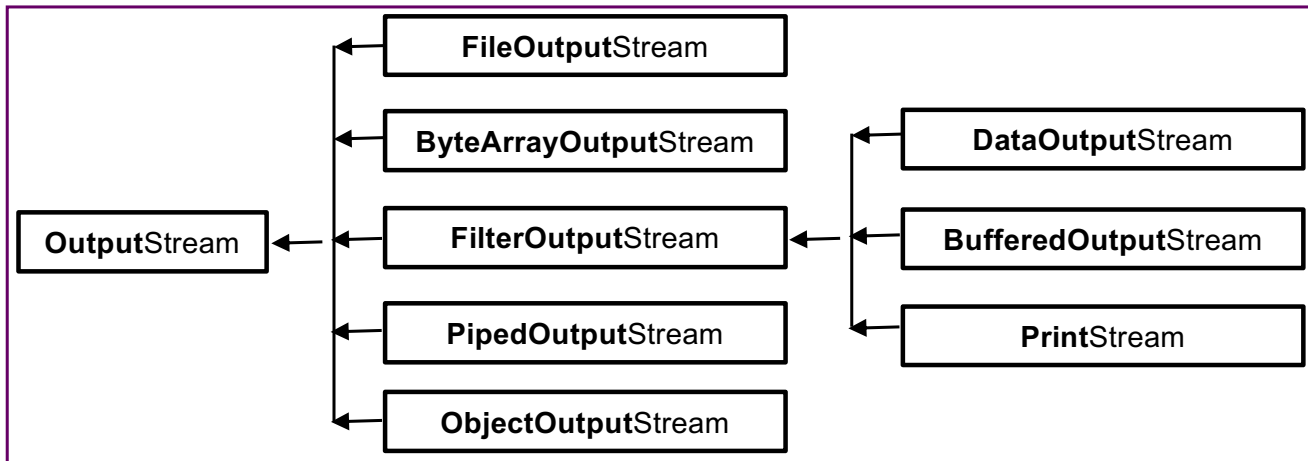 OutputStream
FileOutputStream
ByteArrayOutputStream
FilterOutputStream
PipedOutputStream
ObjectOutputStream
DataOutputStream
BufferedOutputStream
PrintStream